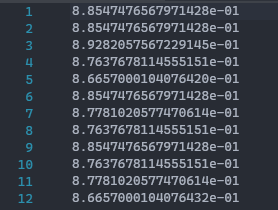 1 8.8547476567971428e-01
2 8.8547476567971428e-01
3 8.9282057567229145e-01
4 8.7637678114555151e-01
5 8.6657000104076420e-01
6 8.8547476567971428e-01
7 8.7781020577470614e-01
8 8.7637678114555151e-01
9 8.8547476567971428e-01
10 8.7637678114555151e-01
11 8.7781020577470614e-01
12 8.6657000104076432e-01